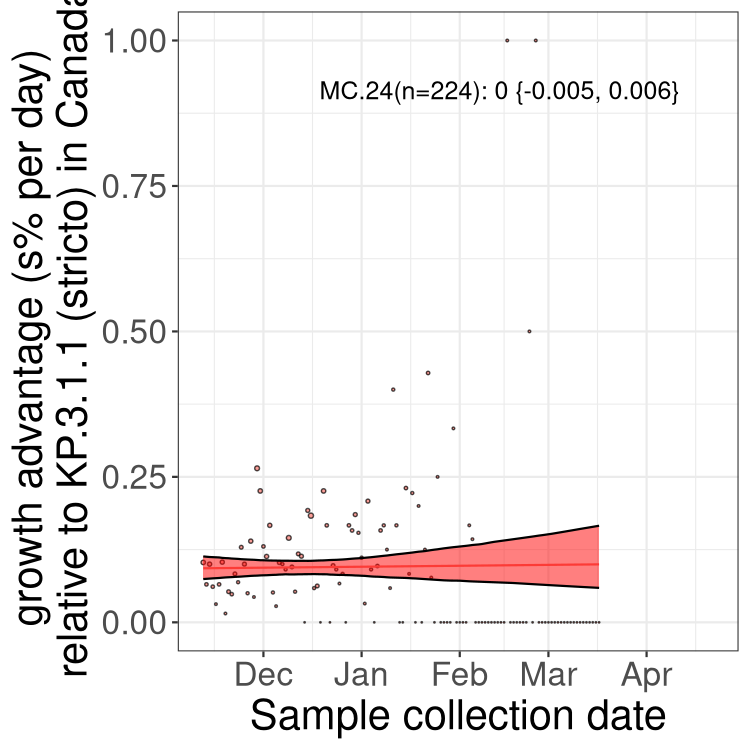 growth advantage (s% per day)
relative to KP.3.1.1 (stricto) in Canada
1.00
0.75
0.50
0.25
0.00
MC.24(n=224): 0 {-0.005, 0.006}
Dec Jan Feb Mar Apr
Sample collection date